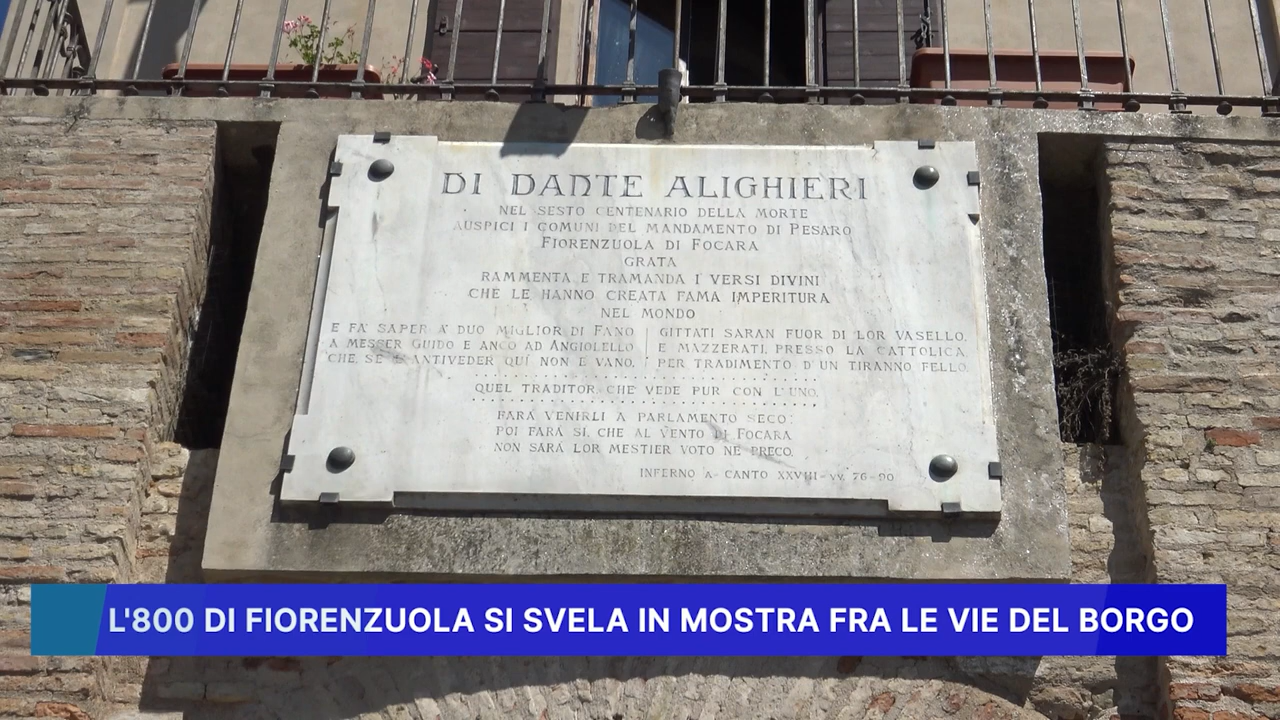 DI DANTE ALIGHIERI
NEL SESTO CENTENARIO DELLA MORTE
AUSPICI I COMUNI DEL MANDAMENTO DI PESARO
FIORENZUOLA DI FOCARA
GRATA
RAMMENTA E TRAMANDA I VERSI DIVINI
CHE LE HANNO CREATA FAMA IMPERITURA
NEL MONDO
E FA' SAPER A' DUO MIGLIOR DI FANO
A MESSER GUIDO E ANCO AD ANGIOLELLO
CHE, SE L'ANTIVEDER QUÍ NON È VANO,
GITTATI SARAN FUOR DI LOR VASELLO,
E MAZZERATI, PRESSO LA CATTOLICA,
PER TRADIMENTO D'UN TIRANNO FELLO.
QUEL TRADITOR CHE VEDE PUR CON L'UNO,
FARÀ VENIRLI A PARLAMENTO SECO:
POI FARÀ SÌ, CHE AL VENTO DI FOCARA
NON SARÀ LOR MESTIER VOTO NÈ PRECO.
INFERNO A- CANTO XXVIII-VV. 76-90
L'800 DI FIORENZUOLA SI SVELA IN MOSTRA FRA LE VIE DEL BORGO